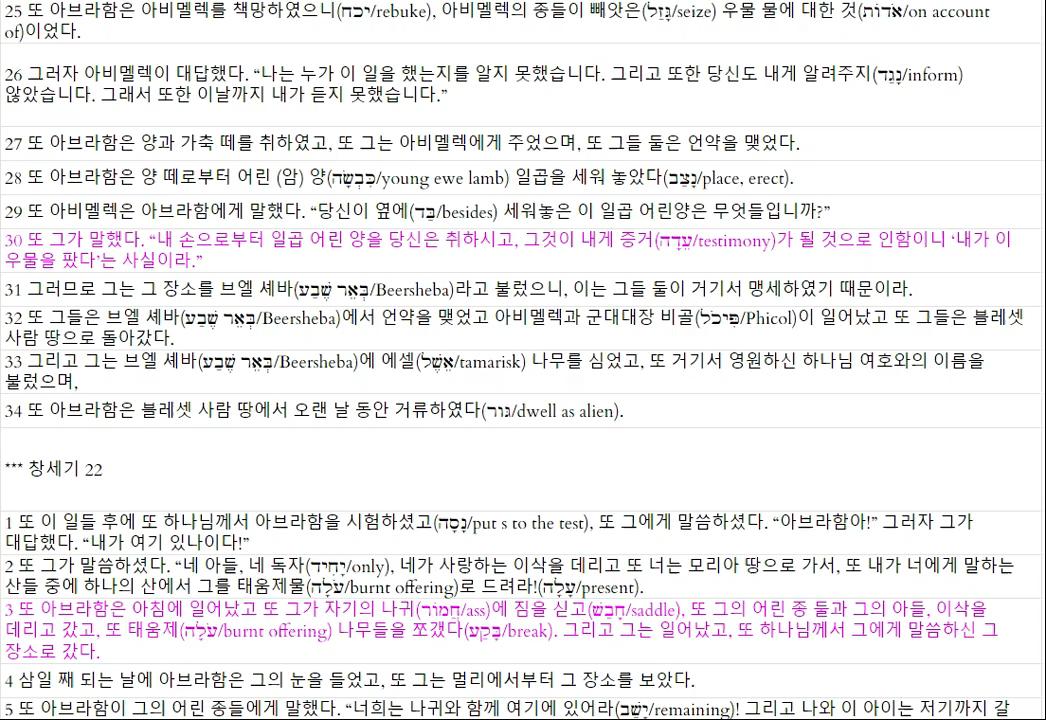 25 또 아브라함은 아비멜렉를 책망하였으니(יכח/rebuke), 아비멜렉의 종들이 빼앗은(גָּזַל/seize) 우물 물에 대한 것(אֹדוֹת/on account
of)이었다.
26 그러자 아비멜렉이 대답했다. “나는 누가 이 일을 했는지를 알지 못했습니다. 그리고 또한 당신도 내게 알려주지(נָגַד/inform)
않았습니다. 그래서 또한 이날까지 내가 듣지 못했습니다.”
27 또 아브라함은 양과 가축 떼를 취하였고, 또 그는 아비멜렉에게 주었으며, 또 그들 둘은 언약을 맺었다.
28 또 아브라함은 양 떼로부터 어린 (암) 양(כִּבְשָׂה/young ewe lamb) 일곱을 세워 놓았다(נָצַב/place, erect).
29 또 아비멜렉은 아브라함에게 말했다. “당신이 옆에(בַּד/besides) 세워놓은 이 일곱 어린양은 무엇들입니까?”
30 또 그가 말했다. “내 손으로부터 일곱 어린 양을 당신은 취하시고, 그것이 내게 증거(עֵדָה/testimony)가 될 것으로 인함이니 ‘내가 이
우물을 팠다’는 사실이라.”
31 그러므로 그는 그 장소를 브엘 세바(בְּאֵר שֶׁבַע/Beersheba)라고 불렀으니, 이는 그들 둘이 거기서 맹세하였기 때문이라.
32 또 그들은 브엘 세바(בְּאֵר שֶׁבַע/Beersheba)에서 언약을 맺었고 아비멜렉과 군대대장 비골(פִּיכֹל/Phicol)이 일어났고 또 그들은 블레셋
사람 땅으로 돌아갔다.
33 그리고 그는 브엘 세바(בְּאֵר שֶׁבַע/Beersheba)에 에셀(אֵשֶׁל/tamarisk) 나무를 심었고, 또 거기서 영원하신 하나님 여호와의 이름을
불렀으며,
34 또 아브라함은 블레셋 사람 땅에서 오랜 날 동안 거류하였다(גּוּר/dwell as alien).
*** 창세기 22
1 또 이 일들 후에 또 하나님께서 아브라함을 시험하셨고(נָסָה/put s to the test), 또 그에게 말씀하셨다. “아브라함아!” 그러자 그가
대답했다. “내가 여기 있나이다!”
2 또 그가 말씀하셨다. “네 아들, 네 독자(יָחִיד/only), 네가 사랑하는 이삭을 데리고 또 너는 모리아 땅으로 가서, 또 내가 너에게 말하는
산들 중에 하나의 산에서 그를 태움제물(עֹלָה/burnt offering)로 드려라!(עָלָה/present).
3 또 아브라함은 아침에 일어났고 또 그가 자기의 나귀(חֲמוֹר/ass)에 짐을 싣고(חָבַשׁ/saddle), 또 그의 어린 종 둘과 그의 아들, 이삭을
데리고 갔고, 또 태움제(עֹלָה/burnt offering) 나무들을 쪼갰다(בָּקַע/break). 그리고 그는 일어났고, 또 하나님께서 그에게 말씀하신 그
장소로 갔다.
4 삼일 째 되는 날에 아브라함은 그의 눈을 들었고, 또 그는 멀리에서부터 그 장소를 보았다.
5 또 아브라함이 그의 어린 종들에게 말했다. “너희는 나귀와 함께 여기에 있어라(יָשַׁב/remaining)! 그리고 나와 이 아이는 저기까지 갈